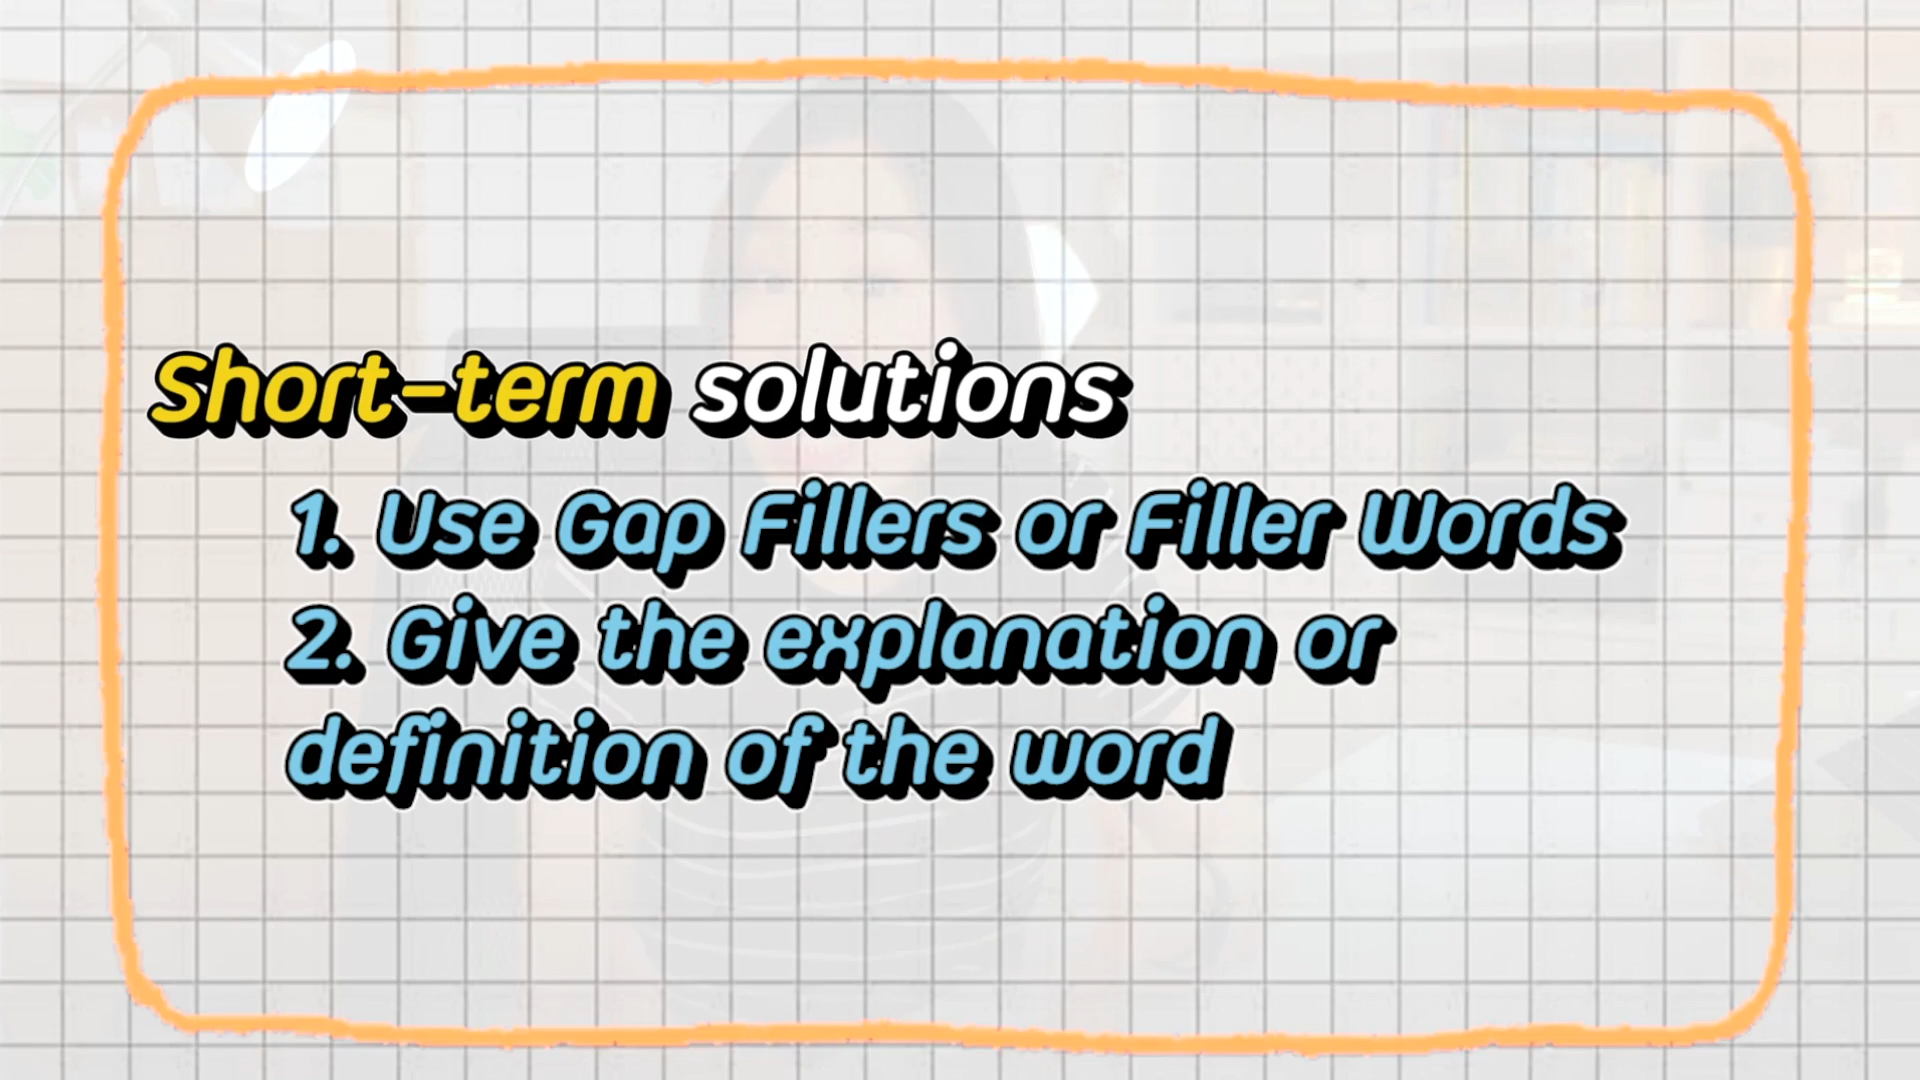 Short-term solutions
1. Use Gap Fillers or Filler Words
2. Give the explanation or
definition of the word